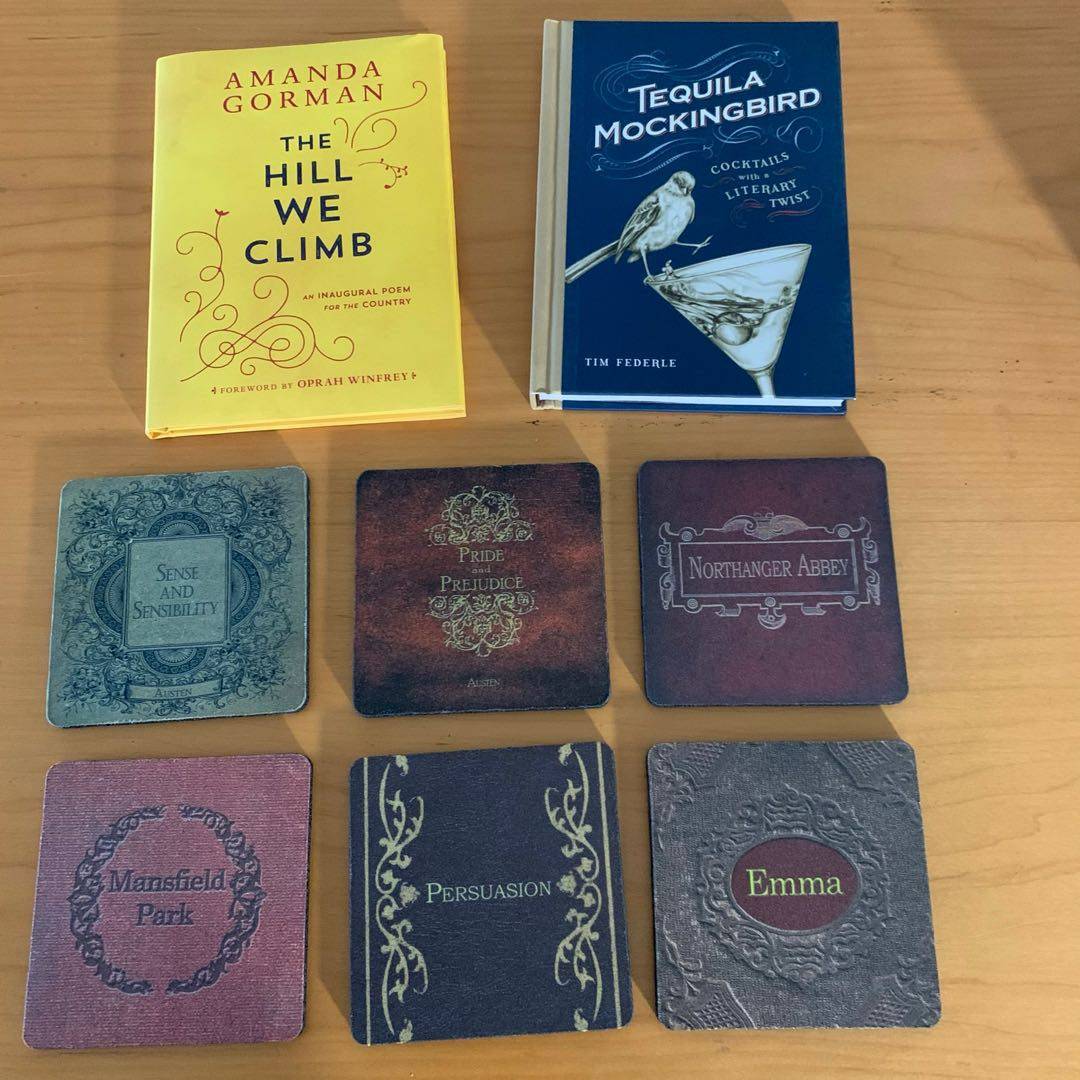 AMANDA
GORMAN
THE
HILL
WE
CLIMB
AN INAUGURAL POEM
FOR THE COUNTRY
FOREWORD BY OPRAH WINFREY
TEQUILA
MOCKINGBIRD
COCKTAILS
with a
LITERARY
TWIST
TIM FEDERLE
SENSE
AND
SENSIBILITY
AUSTEN
PRIDE
and
PREJUDICE
AUSTEN
NORTHANGER ABBEY
Mansfield
Park
PERSUASION
Emma